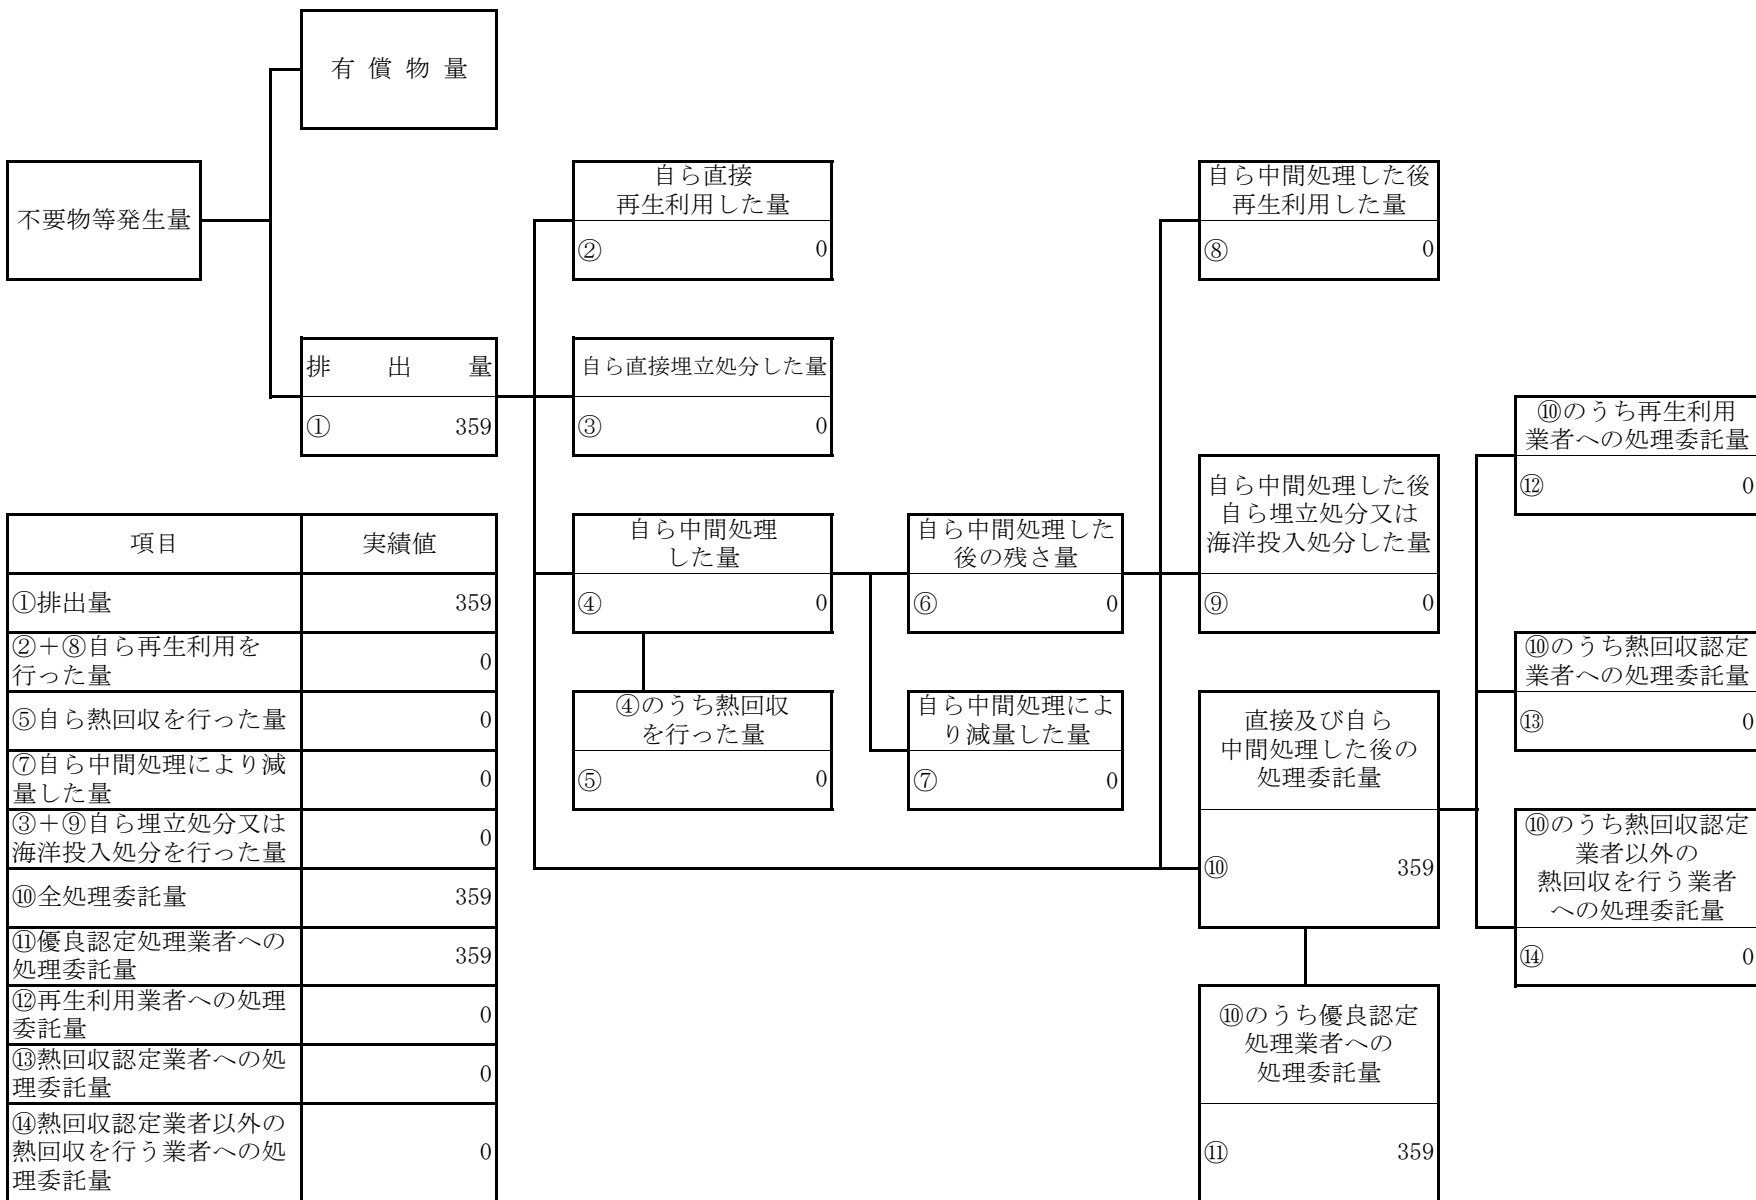 有償物量
不要物等発生量
自ら直接
再生利用した量
② 0
自ら中間処理した後
再生利用した量
⑧ 0
排出量
① 359
自ら直接埋立処分した量
③ 0
⑩のうち再生利用
業者への処理委託量
⑫ 0
自ら中間処理した後
自ら埋立処分又は
海洋投入処分した量
⑨ 0
自ら中間処理
した量
④ 0
自ら中間処理した
後の残さ量
⑥ 0
⑩のうち熱回収認定
業者への処理委託量
⑬ 0
④のうち熱回収
を行った量
⑤ 0
自ら中間処理によ
り減量した量
⑦ 0
直接及び自ら
中間処理した後の
処理委託量
⑩ 359
⑩のうち熱回収認定
業者以外の
熱回収を行う業者
への処理委託量
⑭ 0
⑩のうち優良認定
処理業者への
処理委託量
⑪ 359
項目 実績値
①排出量 359
②+⑧自ら再生利用を
行った量 0
⑤自ら熱回収を行った量 0
⑦自ら中間処理により減
量した量 0
③+⑨自ら埋立処分又は
海洋投入処分を行った量 0
⑩全処理委託量 359
⑪優良認定処理業者への
処理委託量 359
⑫再生利用業者への処理
委託量 0
⑬熱回収認定業者への処
理委託量 0
⑭熱回収認定業者以外の
熱回収を行う業者への処
理委託量 0